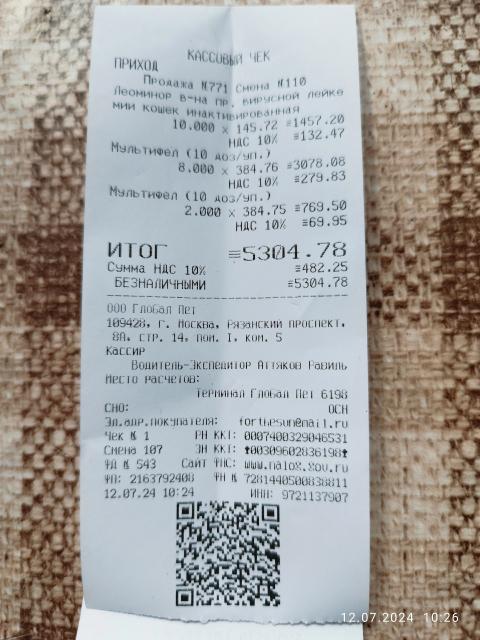 КАССОВЫЙ ЧЕК
ПРИХОД
Продажа №771 Смена №110
Леоминор в-на пр. вирусной лейке
мии кошек инактивированная
10.000 x 145.72 ≡1457.20
НДС 10% ≡132.47
Мультифел (10 доз/уп.)
8.000 x 384.76 ≡3078.08
НДС 10% ≡279.83
Мультифел (10 доз/уп.)
2.000 x 384.75 ≡769.50
НДС 10% ≡69.95
ИТОГ ≡5304.78
Сумма НДС 10% ≡482.25
БЕЗНАЛИЧНЫМИ ≡5304.78
ООО Глобал Пет
109428, г. Москва, Рязанский проспект,
8А, стр. 14, пом. I, ком. 5
Кассир
Водитель-Экспедитор Аттяков Равиль
Место расчетов:
Терминал Глобал Пет 6198
СНО: ОСН
Эл.адр.покупателя: forthesun@mail.ru
Чек № 1 РН ККТ: 0007400329046531
Смена 107 ЗН ККТ: 00309602836198
ФД № 543 Сайт ФНС: www.nalog.gov.ru
ФП: 2163792408 ФН № 7281440500838811
12.07.24 10:24 ИНН: 9721137907
12.07.2024 10:26